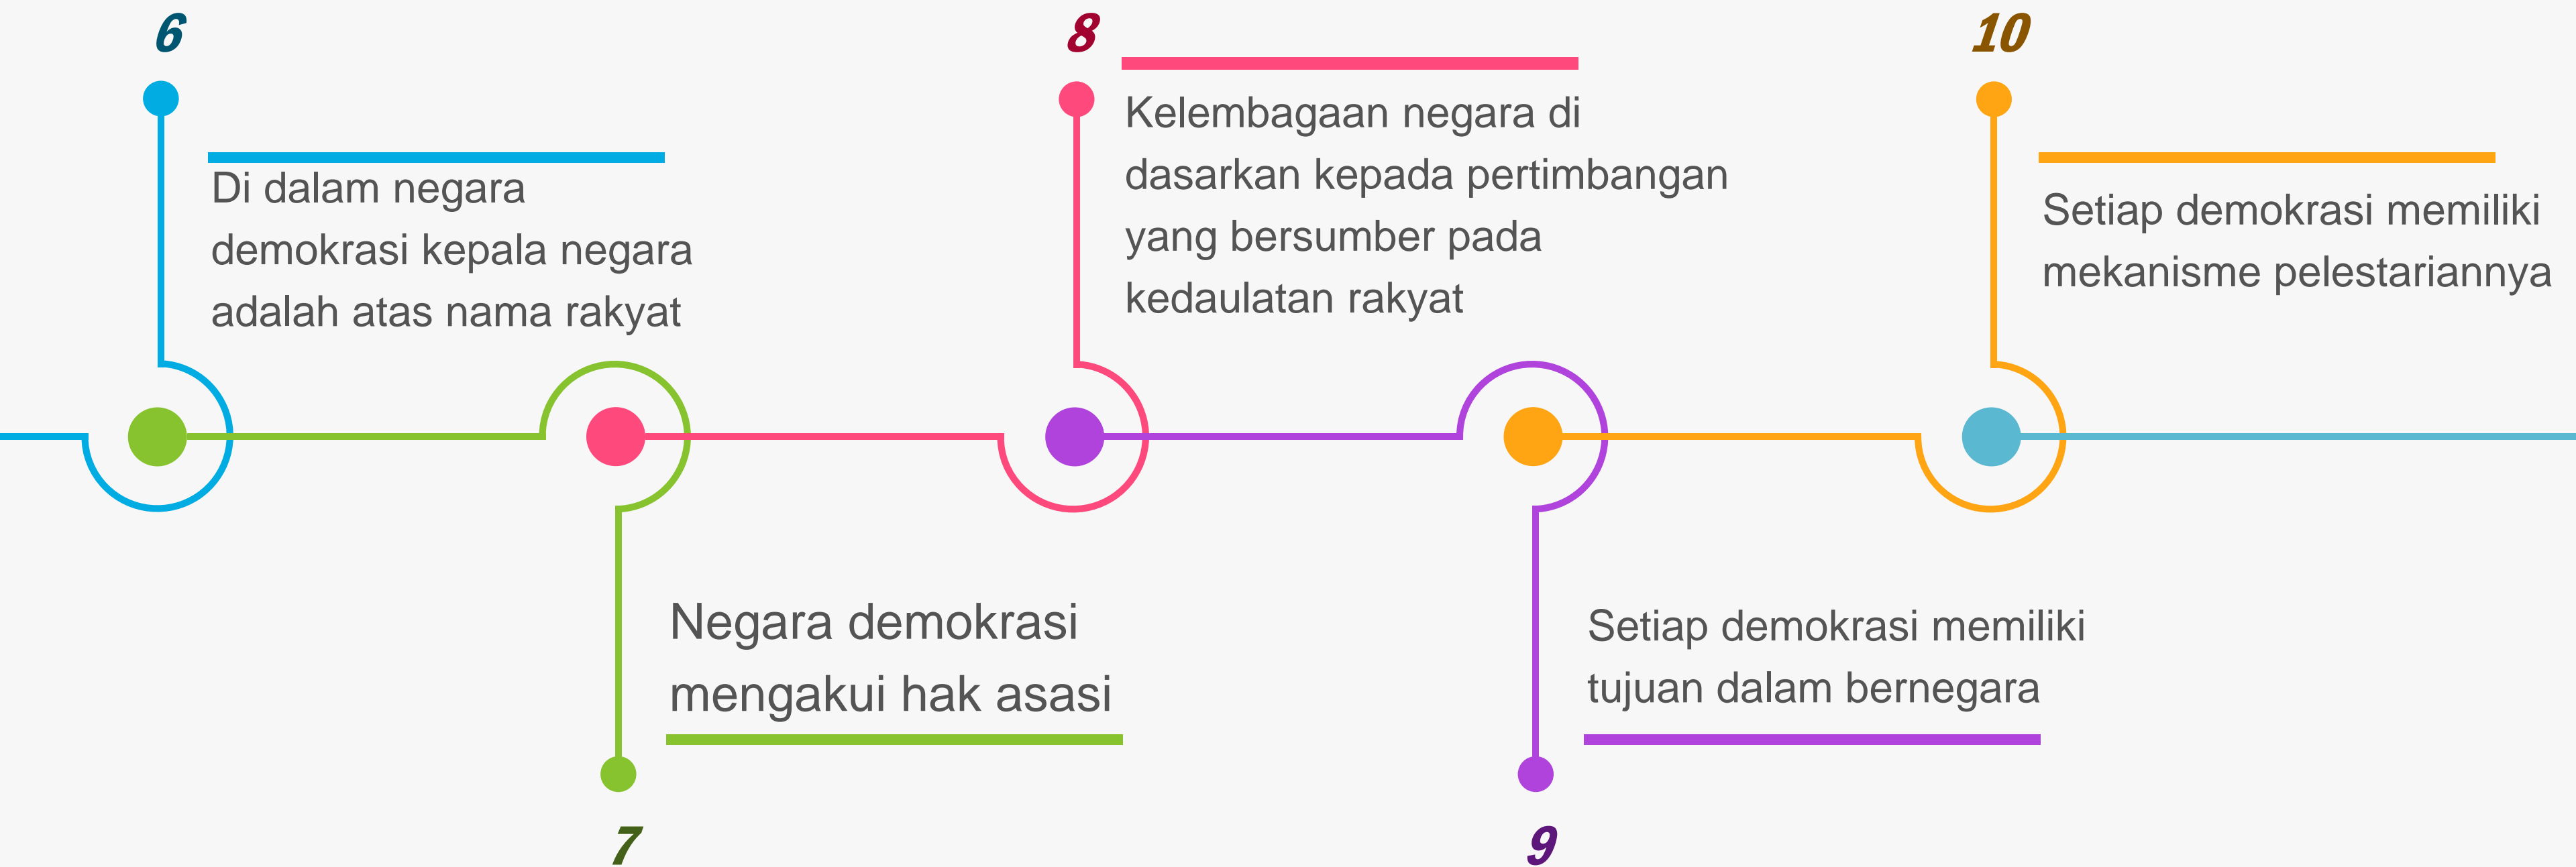 6
Di dalam negara
demokrasi kepala negara
adalah atas nama rakyat
7
Negara demokrasi
mengakui hak asasi
8
Kelembagaan negara di
dasarkan kepada pertimbangan
yang bersumber pada
kedaulatan rakyat
9
Setiap demokrasi memiliki
tujuan dalam bernegara
10
Setiap demokrasi memiliki
mekanisme pelestariannya